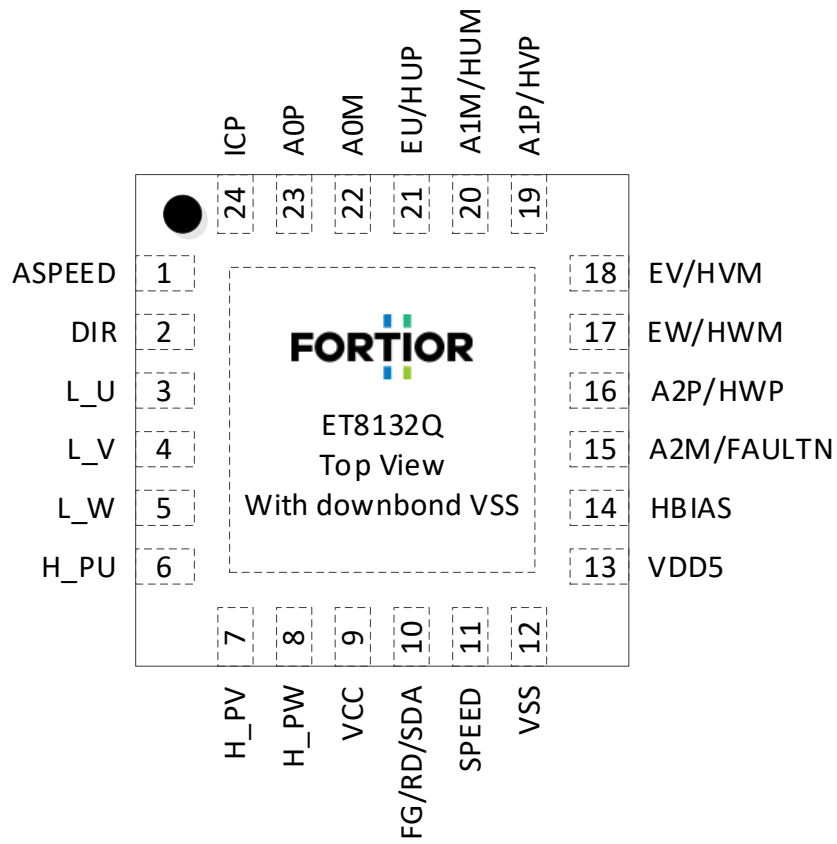 ICP
A0P
A0M
EU/HUP
A1M/HUM
A1P/HVP
24
23
22
21
20
19
ASPEED 1
DIR 2
L_U 3
L_V 4
L_W 5
H_PU 6
FORTIOR
ET8132Q
Top View
With downbond VSS
18 EV/HVM
17 EW/HWM
16 A2P/HWP
15 A2M/FAULTN
14 HBIAS
13 VDD5
7
8
9
10
11
12
H_PV
H_PW
VCC
FG/RD/SDA
SPEED
VSS